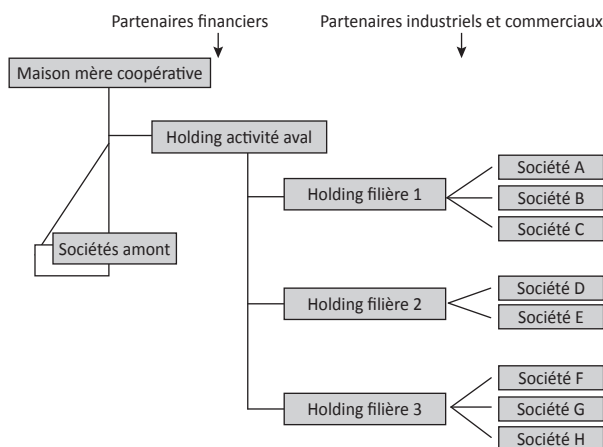 Partenaires financiers
Partenaires industriels et commerciaux
Maison mère coopérative
Holding activité aval
Société A
Holding filière 1
Société B
Société C
Sociétés amont
Société D
Holding filière 2
Société E
Société F
Holding filière 3
Société G
Société H